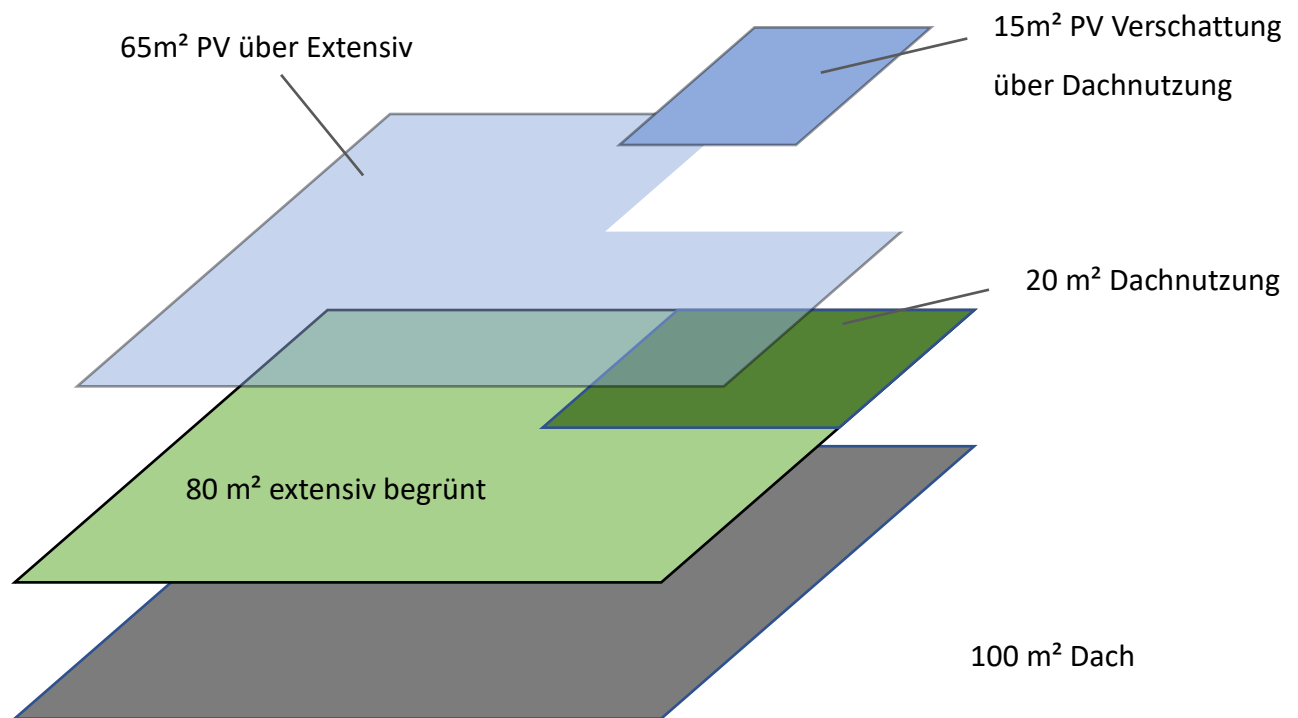 65m² PV über Extensiv
15m² PV Verschattung
über Dachnutzung
20 m² Dachnutzung
80 m² extensiv begrünt
100 m² Dach